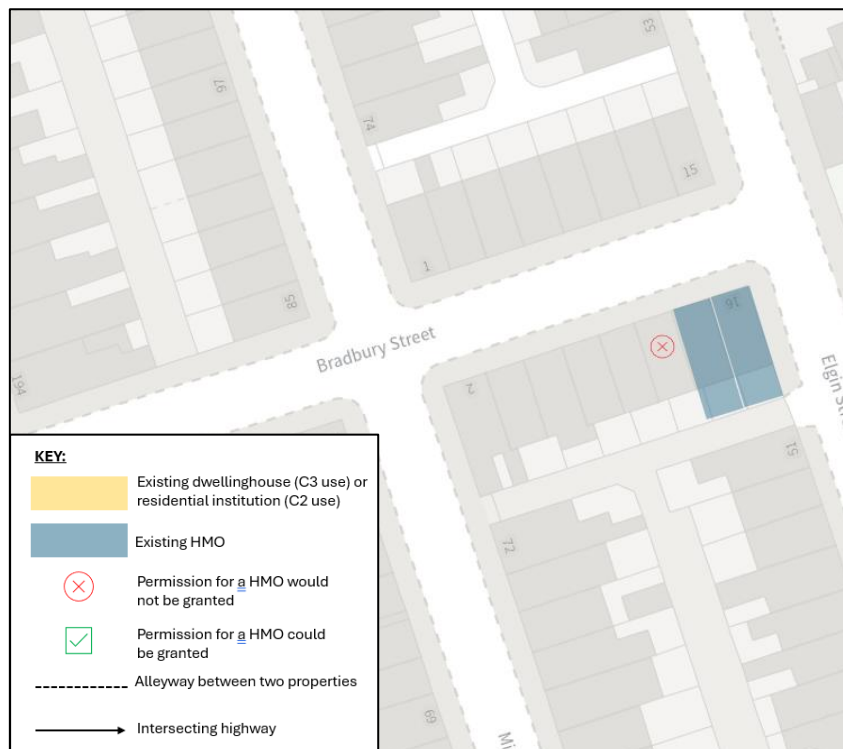 53
97
74
15
1
85
16
Bradbury Street
194
2
Elgin Str
51
72
69
Mi
KEY:
Existing dwellinghouse (C3 use) or
residential institution (C2 use)
Existing HMO
Permission for a HMO would
not be granted
Permission for a HMO could
be granted
Alleyway between two properties
Intersecting highway